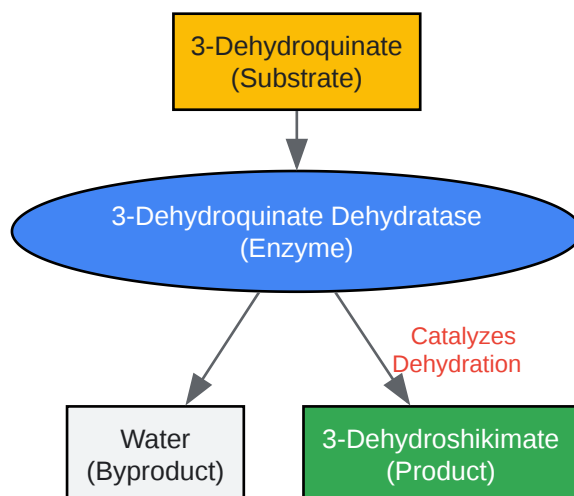 3-Dehydroquinate
(Substrate)
3-Dehydroquinate Dehydratase
(Enzyme)
Catalyzes
Dehydration
Water
(Byproduct)
3-Dehydroshikimate
(Product)